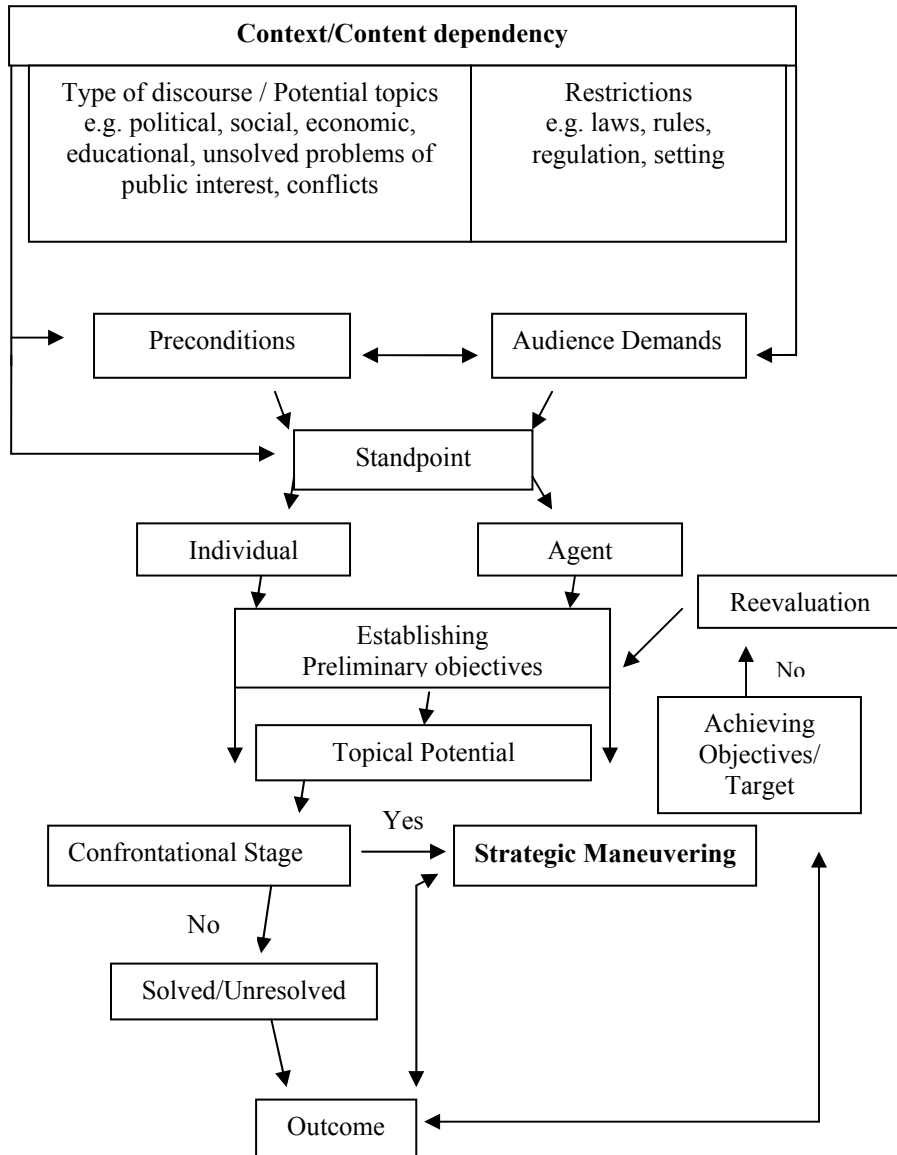 Context/Content dependency
Type of discourse / Potential topics
e.g. political, social, economic,
educational, unsolved problems of
public interest, conflicts
Restrictions
e.g. laws, rules,
regulation, setting
Preconditions
Audience Demands
Standpoint
Individual
Agent
Reevaluation
Establishing
Preliminary objectives
No
Achieving
Objectives/
Target
Topical Potential
Yes
Confrontational Stage
Strategic Maneuvering
No
Solved/Unresolved
Outcome